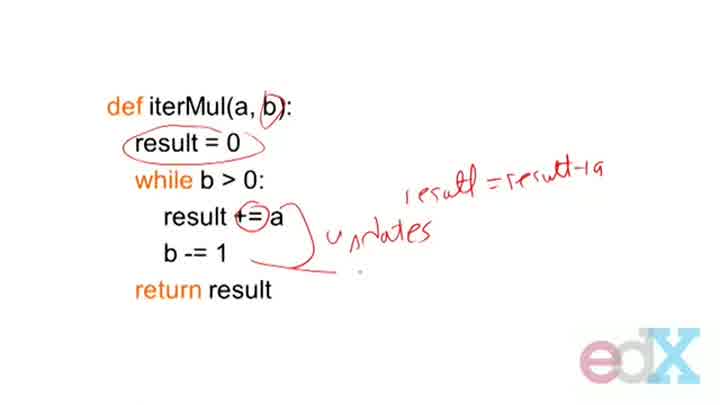 def iterMul(a, b):
result = 0
while b > 0:
result += a
b -= 1
return result
result = result + a
updates
edX